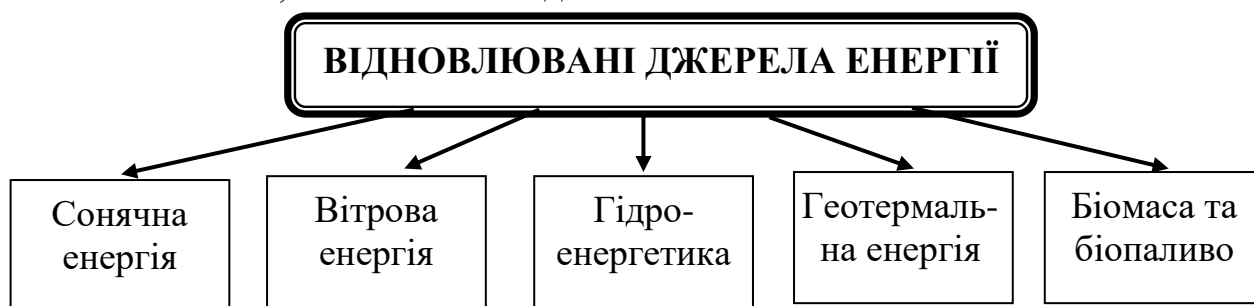 ВІДНОВЛЮВАНІ ДЖЕРЕЛА ЕНЕРГІЇ
Сонячна
енергія
Вітрова
енергія
Гідро-
енергетика
Геотермаль-
на енергія
Біомаса та
біопаливо